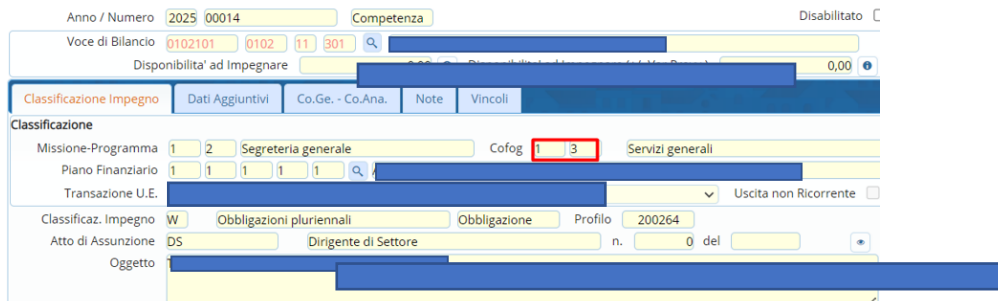 Anno / Numero 2025 00014 Competenza Disabilitato
Voce di Bilancio 0102101 0102 11 301
Disponibilita' ad Impegnare 0,00
Classificazione Impegno Dati Aggiuntivi Co.Ge. - Co.Ana. Note Vincoli
Classificazione
Missione-Programma 1 2 Segreteria generale Cofog 1 3 Servizi generali
Piano Finanziario 1 1 1 1 1
Transazione U.E. Uscita non Ricorrente
Classificaz. Impegno W Obbligazioni pluriennali Obbligazione Profilo 200264
Atto di Assunzione DS Dirigente di Settore n. 0 del
Oggetto